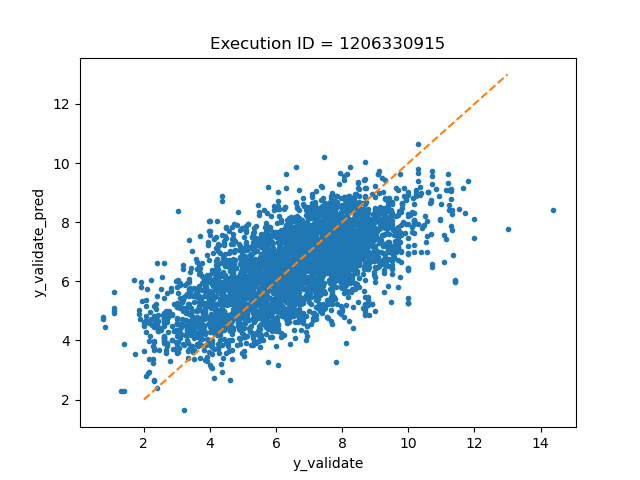 Execution ID = 1206330915
y_validate_pred
12
10
8
6
4
2
2 4 6 8 10 12 14
y_validate